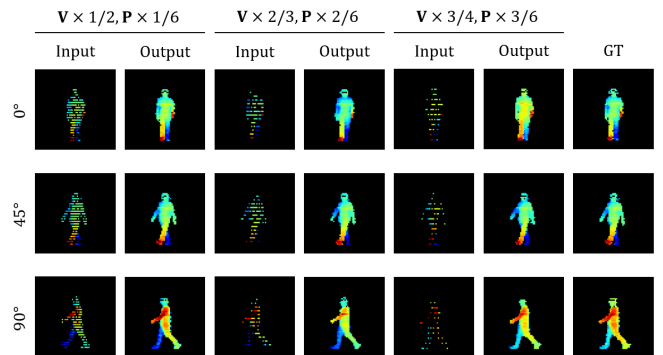 V × 1/2, P × 1/6 V × 2/3, P × 2/6 V × 3/4, P × 3/6
Input Output Input Output Input Output GT
0°
45°
90°